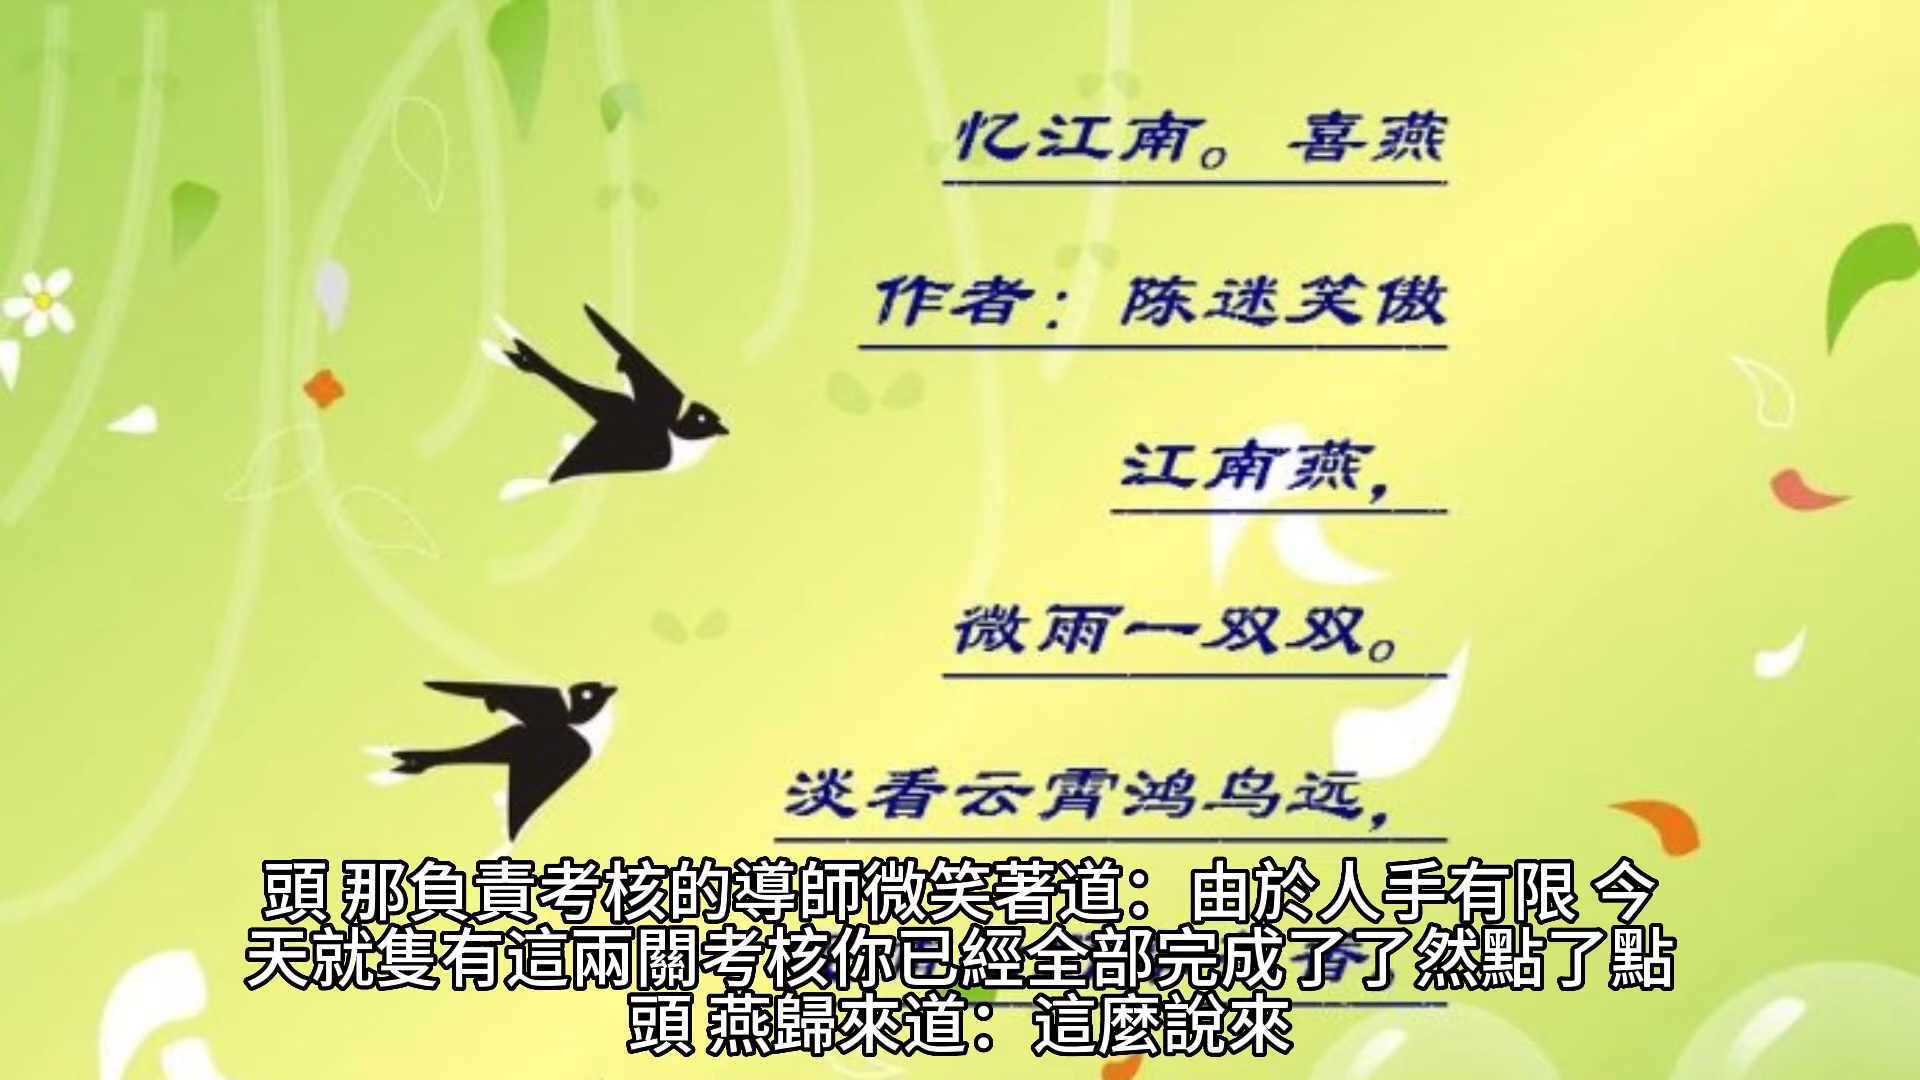 忆江南。喜燕
作者：陈迷笑傲
江南燕，
微雨一双双。
淡看云霄鸿鸟远，
頭 那負責考核的導師微笑著道：由於人手有限 今
天就隻有這兩關考核你已經全部完成了了然點了點
頭 燕歸來道：這麼說來